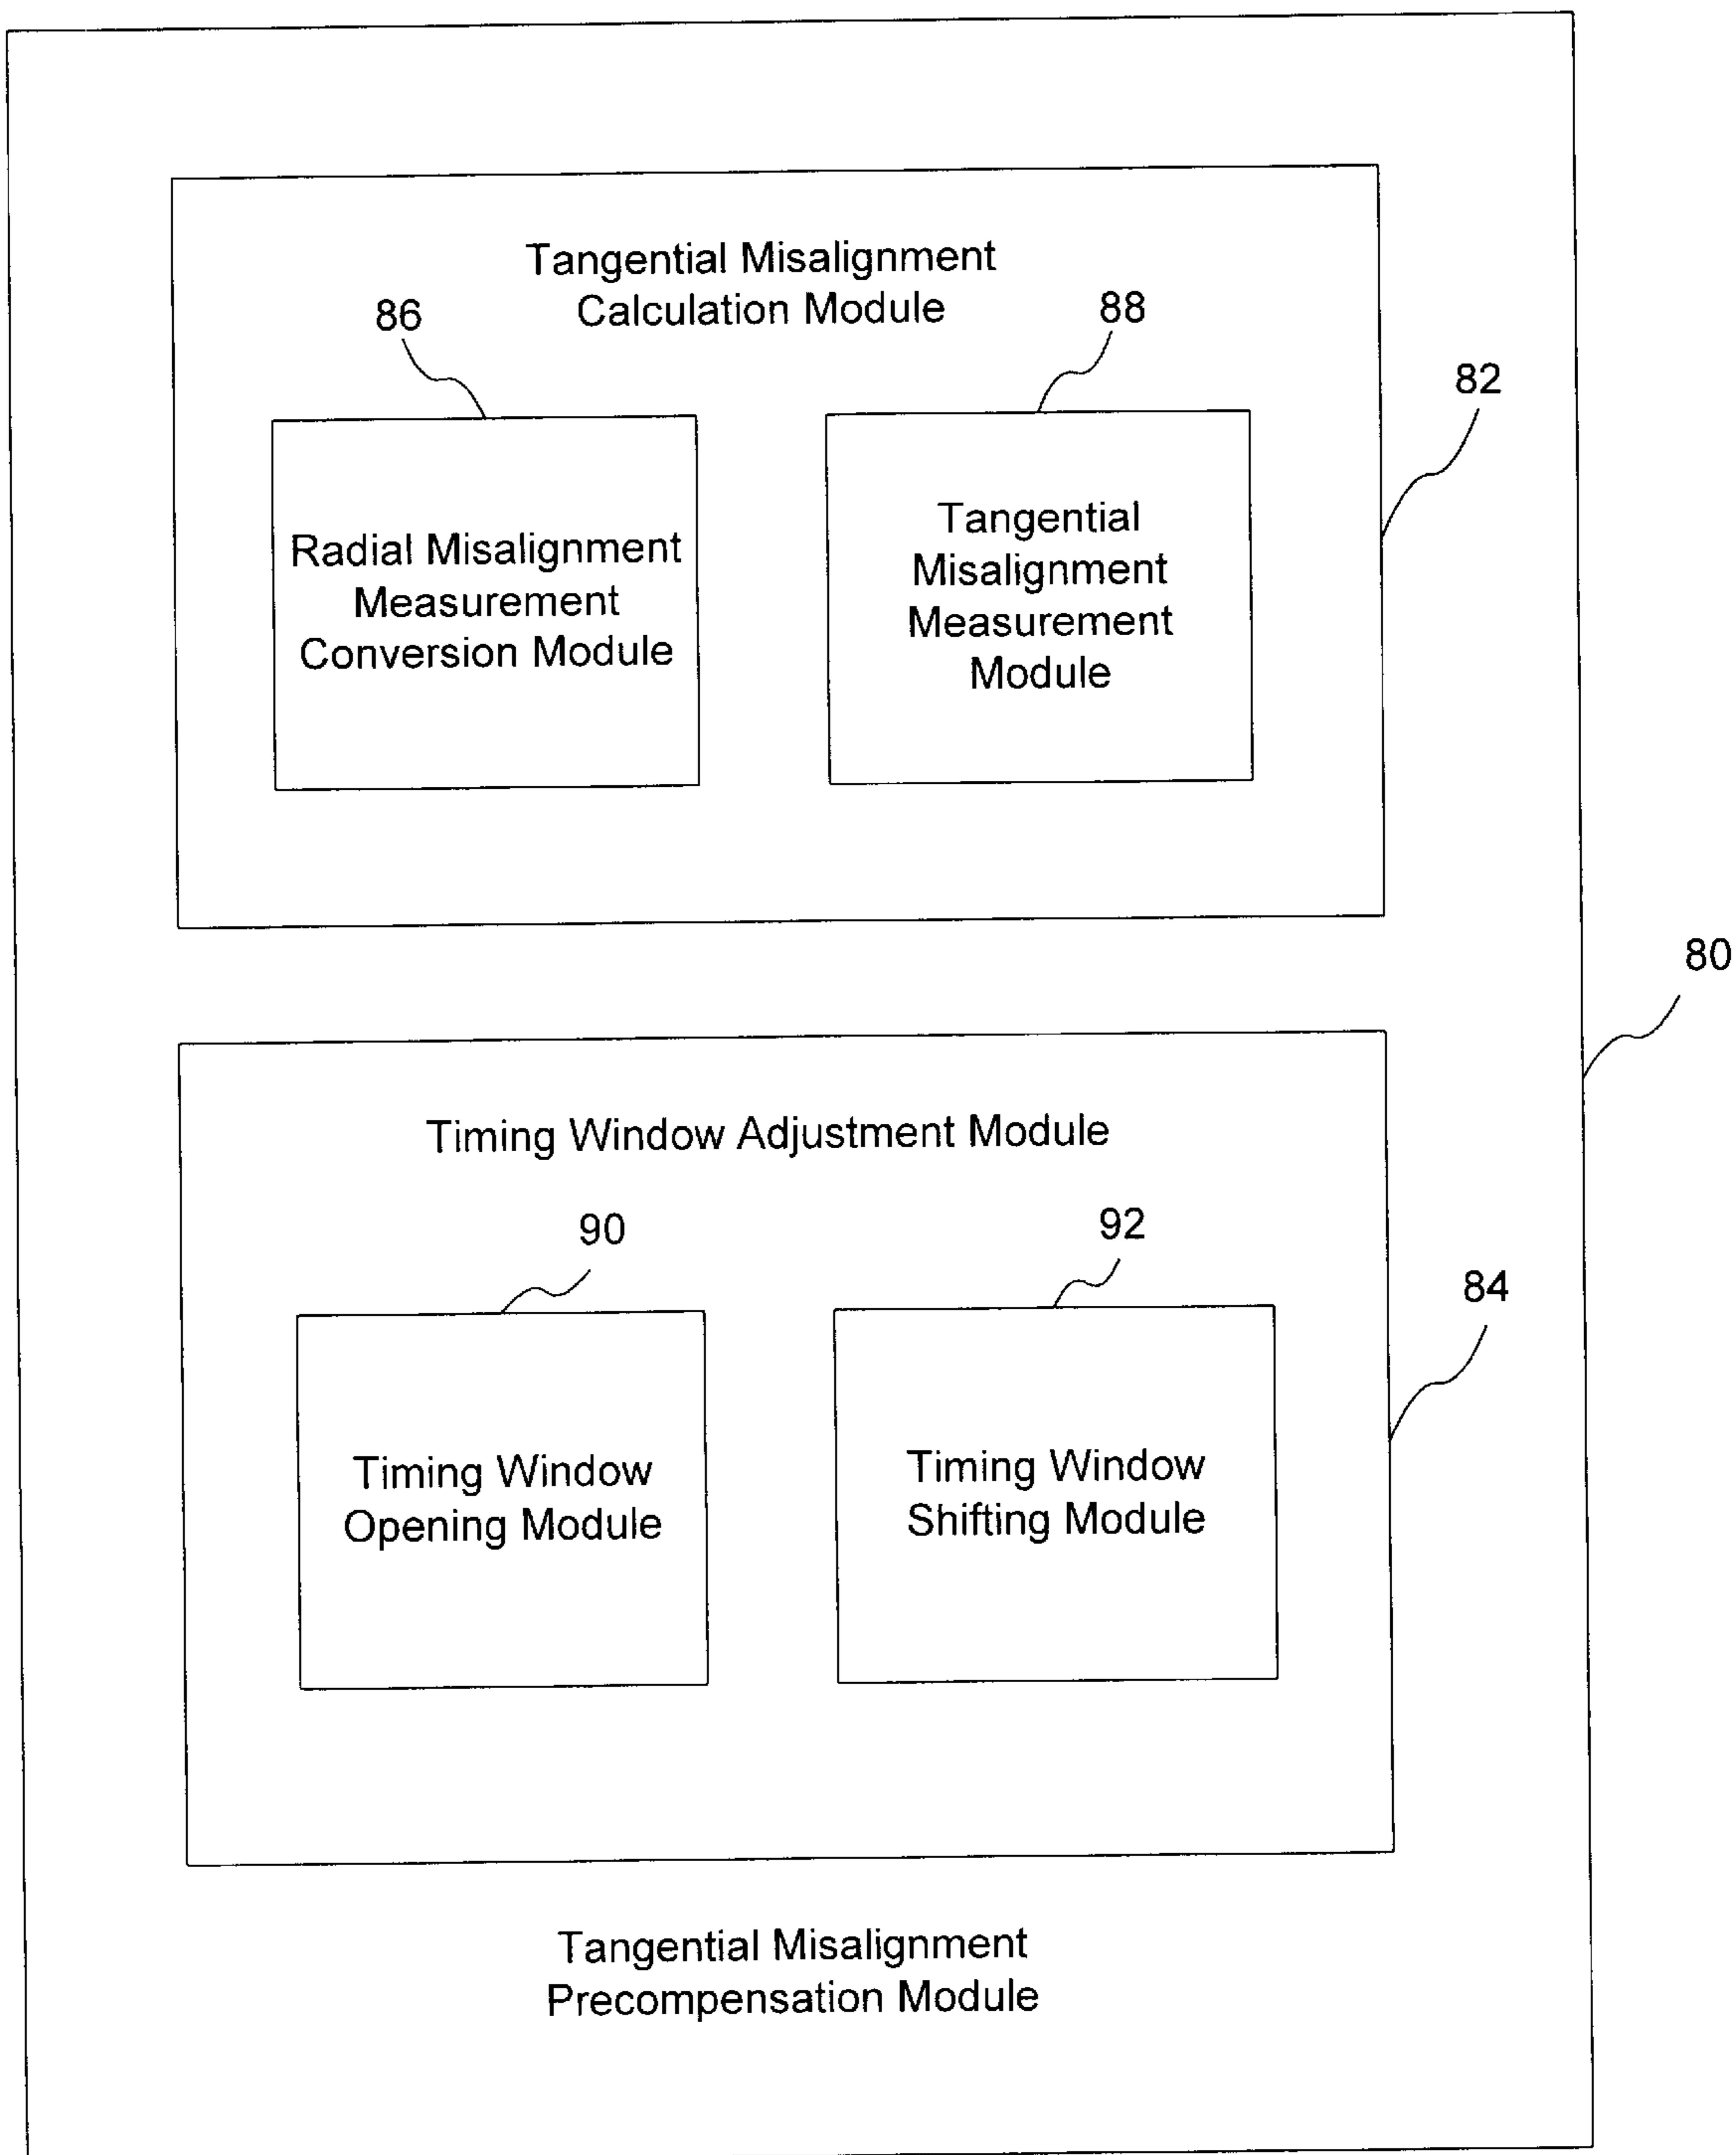 Tangential Misalignment
Calculation Module
86
88
82
Radial Misalignment
Measurement
Conversion Module
Tangential
Misalignment
Measurement
Module
80
Timing Window Adjustment Module
90
92
84
Timing Window
Opening Module
Timing Window
Shifting Module
Tangential Misalignment
Precompensation Module